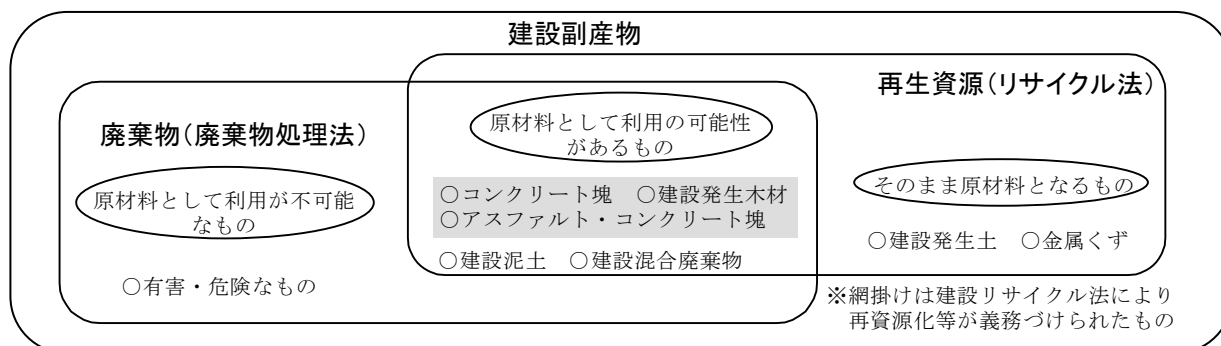 建設副産物
再生資源(リサイクル法)
廃棄物(廃棄物処理法)
原材料として利用の可能性
があるもの
原材料として利用が不可能
なもの
そのまま原材料となるもの
○コンクリート塊　○建設発生木材
○アスファルト・コンクリート塊
○建設発生土　○金属くず
○建設泥土　○建設混合廃棄物
○有害・危険なもの
※網掛けは建設リサイクル法により
再資源化等が義務づけられたもの